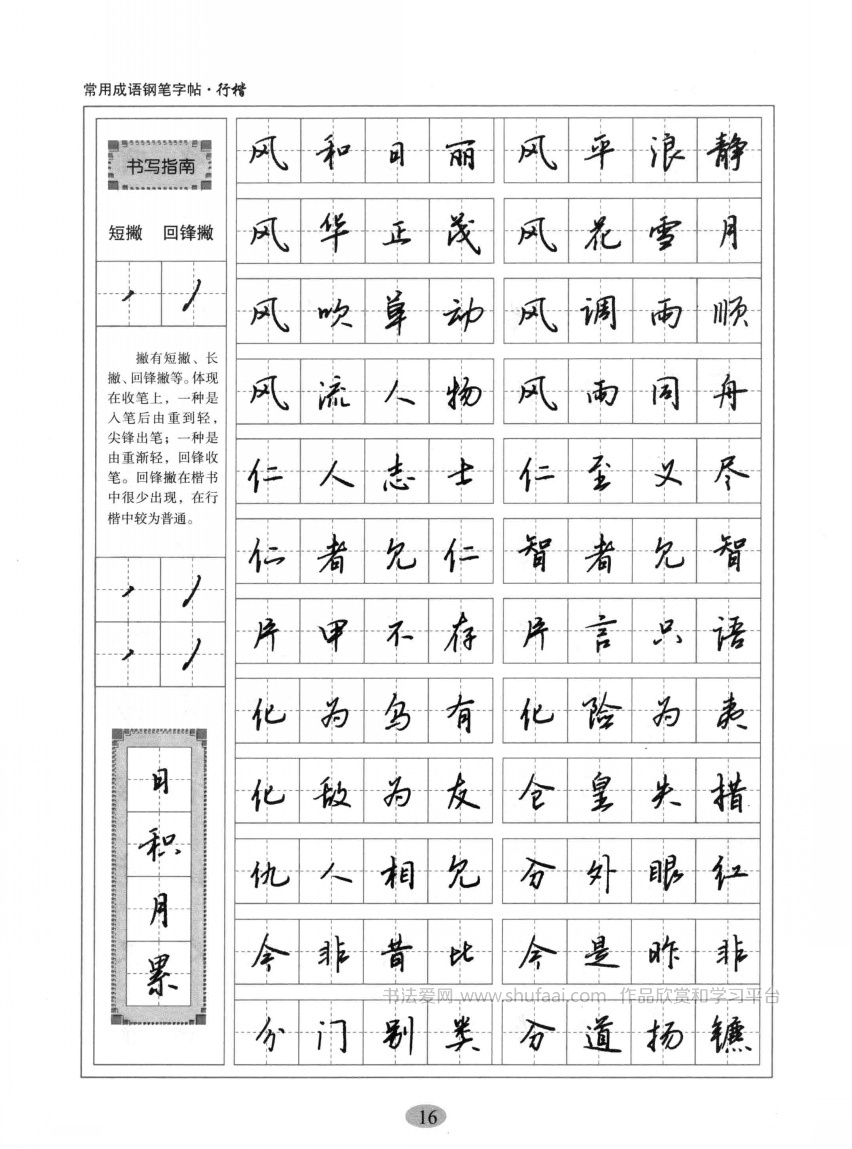 常用成语钢笔字帖·行楷
书写指南
短撇 回锋撇
撇有短撇、长
撇、回锋撇等。体现
在收笔上，一种是
入笔后由重到轻，
尖锋出笔；一种是
由重渐轻，回锋收
笔。回锋撇在楷书
中很少出现，在行
楷中较为普通。
日积月累
风和日丽 风平浪静
风华正茂 风花雪月
风吹草动 风调雨顺
风流人物 风雨同舟
仁人志士 仁至义尽
仁者见仁 智者见智
片甲不存 片言只语
化为乌有 化险为夷
化敌为友 仓皇失措
仇人相见 分外眼红
今非昔比 今是昨非
分门别类 分道扬镳
书法爱网 www.shufaai.com 作品欣赏和学习平台
16